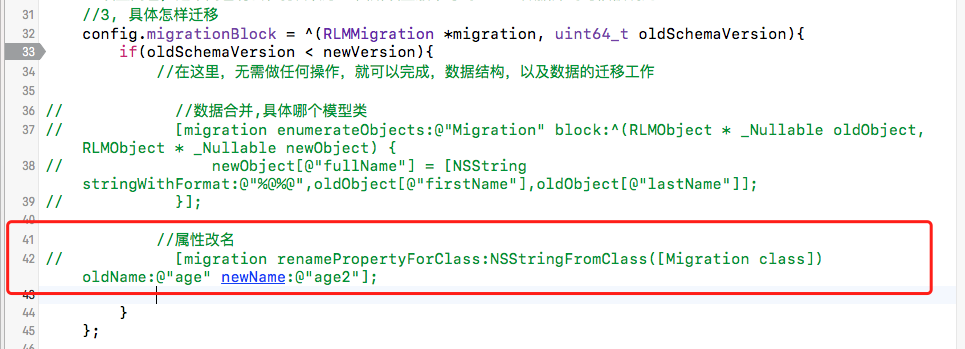 31 //3, 具体怎样迁移
32 config.migrationBlock = ^(RLMMigration *migration, uint64_t oldSchemaVersion){
33 if(oldSchemaVersion < newVersion){
34 //在这里，无需做任何操作，就可以完成，数据结构，以及数据的迁移工作
35
36 // //数据合并,具体哪个模型类
37 // [migration enumerateObjects:@"Migration" block:^(RLMObject * _Nullable oldObject,
RLMObject * _Nullable newObject) {
38 // newObject[@"fullName"] = [NSString
stringWithFormat:@"%@%@",oldObject[@"firstName"],oldObject[@"lastName"]];
39 // }];
40
41 //属性改名
42 // [migration renamePropertyForClass:NSStringFromClass([Migration class])
oldName:@"age" newName:@"age2"];
43
44 }
45 };
46